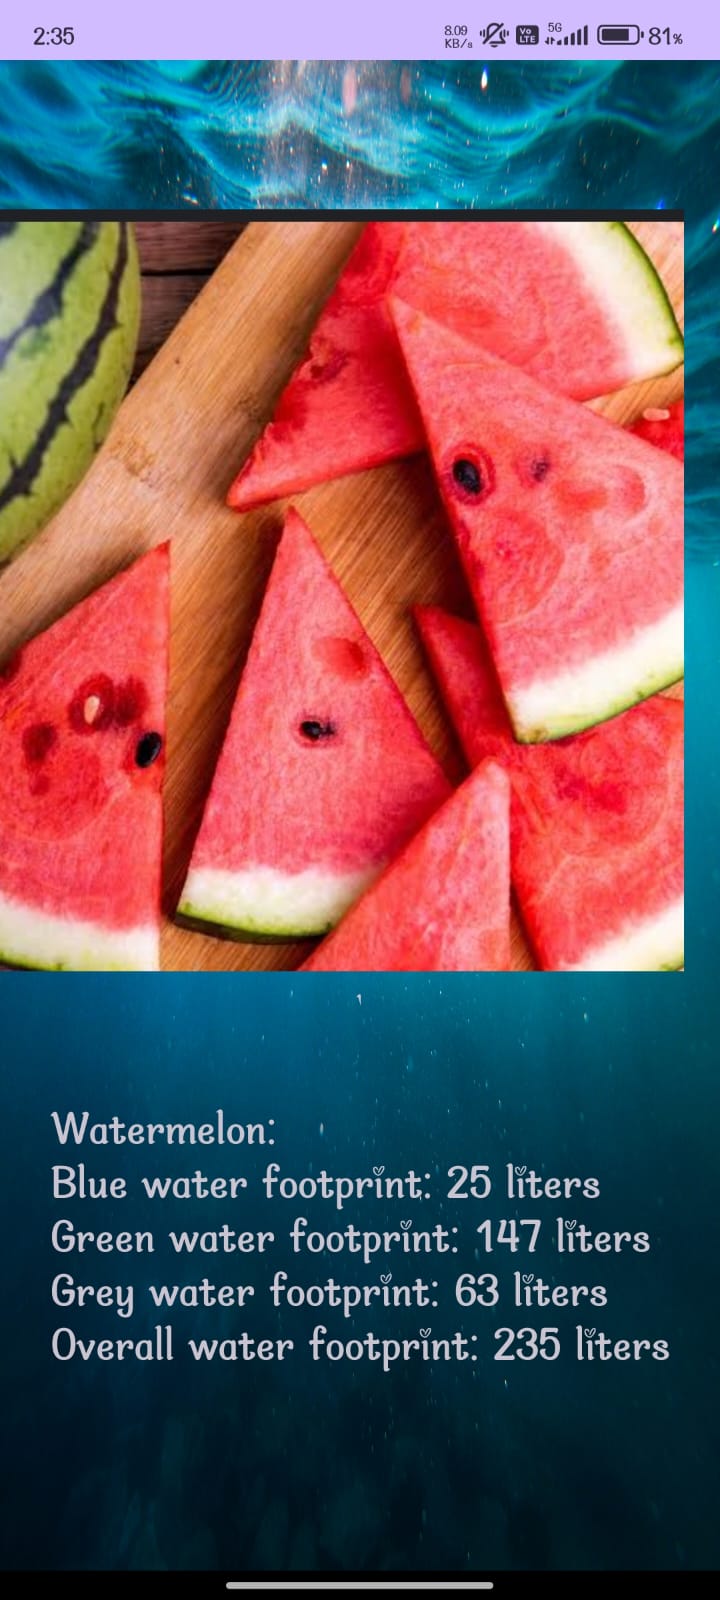 2:35
8.09
KB/s
Vo
LTE
5G
81%
Watermelon:
Blue water footprint: 25 liters
Green water footprint: 147 liters
Grey water footprint: 63 liters
Overall water footprint: 235 liters